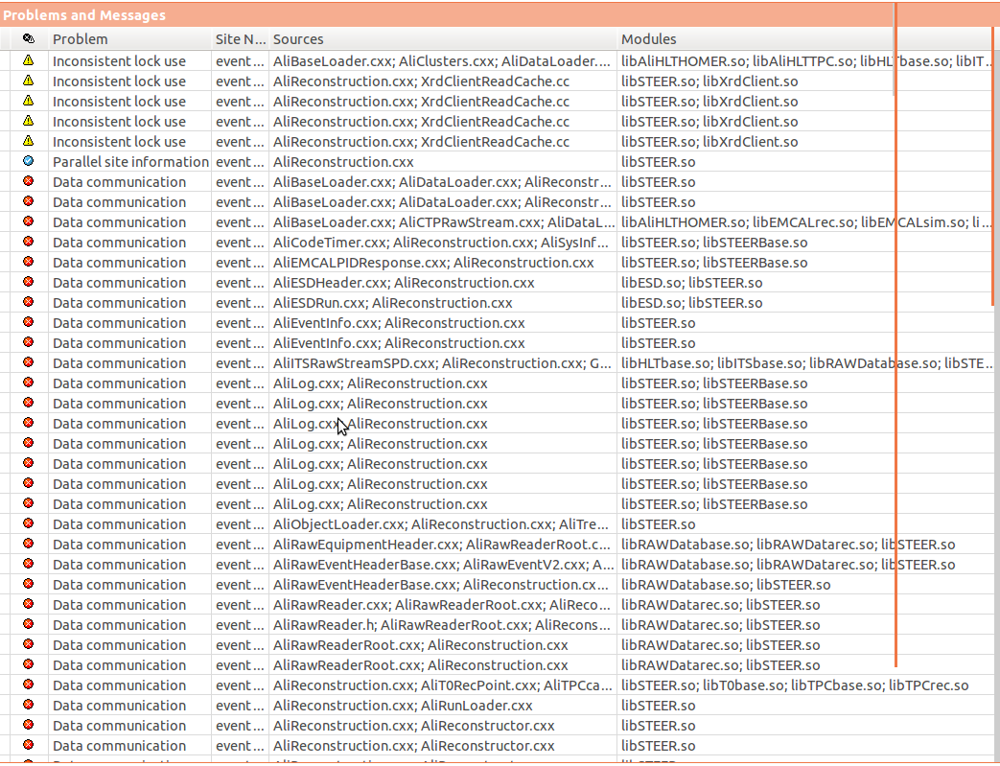 Problems and Messages
Problem Site N... Sources Modules
Inconsistent lock use event ... AliBaseLoader.cxx; AliClusters.cxx; AliDataLoader.... libAliHLTHOMER.so; libAliHLTTPC.so; libHLTbase.so; libIT...
Inconsistent lock use event ... AliReconstruction.cxx; XrdClientReadCache.cc libSTEER.so; libXrdClient.so
Inconsistent lock use event ... AliReconstruction.cxx; XrdClientReadCache.cc libSTEER.so; libXrdClient.so
Inconsistent lock use event ... AliReconstruction.cxx; XrdClientReadCache.cc libSTEER.so; libXrdClient.so
Inconsistent lock use event ... AliReconstruction.cxx; XrdClientReadCache.cc libSTEER.so; libXrdClient.so
Parallel site information event ... AliReconstruction.cxx libSTEER.so
Data communication event ... AliBaseLoader.cxx; AliDataLoader.cxx; AliReconstr... libSTEER.so
Data communication event ... AliBaseLoader.cxx; AliDataLoader.cxx; AliReconstr... libSTEER.so
Data communication event ... AliBaseLoader.cxx; AliCTPRawStream.cxx; AliDataL... libAliHLTHOMER.so; libEMCALrec.so; libEMCALsim.so; li...
Data communication event ... AliCodeTimer.cxx; AliReconstruction.cxx; AliSysInf... libSTEER.so; libSTEERBase.so
Data communication event ... AliEMCALPIDResponse.cxx; AliReconstruction.cxx libSTEER.so; libSTEERBase.so
Data communication event ... AliESDHeader.cxx; AliReconstruction.cxx libESD.so; libSTEER.so
Data communication event ... AliESDRun.cxx; AliReconstruction.cxx libESD.so; libSTEER.so
Data communication event ... AliEventInfo.cxx; AliReconstruction.cxx libSTEER.so
Data communication event ... AliEventInfo.cxx; AliReconstruction.cxx libSTEER.so
Data communication event ... AliITSRawStreamSPD.cxx; AliReconstruction.cxx; G... libHLTbase.so; libITSbase.so; libRAWDatabase.so; libSTE...
Data communication event ... AliLog.cxx; AliReconstruction.cxx libSTEER.so; libSTEERBase.so
Data communication event ... AliLog.cxx; AliReconstruction.cxx libSTEER.so; libSTEERBase.so
Data communication event ... AliLog.cxx; AliReconstruction.cxx libSTEER.so; libSTEERBase.so
Data communication event ... AliLog.cxx; AliReconstruction.cxx libSTEER.so; libSTEERBase.so
Data communication event ... AliLog.cxx; AliReconstruction.cxx libSTEER.so; libSTEERBase.so
Data communication event ... AliLog.cxx; AliReconstruction.cxx libSTEER.so; libSTEERBase.so
Data communication event ... AliLog.cxx; AliReconstruction.cxx libSTEER.so; libSTEERBase.so
Data communication event ... AliObjectLoader.cxx; AliReconstruction.cxx; AliTre... libSTEER.so
Data communication event ... AliRawEquipmentHeader.cxx; AliRawReaderRoot.c... libRAWDatabase.so; libRAWDatarec.so; libSTEER.so
Data communication event ... AliRawEventHeaderBase.cxx; AliRawEventV2.cxx; A... libRAWDatabase.so; libRAWDatarec.so; libSTEER.so
Data communication event ... AliRawEventHeaderBase.cxx; AliReconstruction.cx... libRAWDatabase.so; libSTEER.so
Data communication event ... AliRawReader.cxx; AliRawReaderRoot.cxx; AliReco... libRAWDatarec.so; libSTEER.so
Data communication event ... AliRawReader.h; AliRawReaderRoot.cxx; AliRecons... libRAWDatarec.so; libSTEER.so
Data communication event ... AliRawReaderRoot.cxx; AliReconstruction.cxx libRAWDatarec.so; libSTEER.so
Data communication event ... AliRawReaderRoot.cxx; AliReconstruction.cxx libRAWDatarec.so; libSTEER.so
Data communication event ... AliReconstruction.cxx; AliT0RecPoint.cxx; AliTPCca... libSTEER.so; libT0base.so; libTPCbase.so; libTPCrec.so
Data communication event ... AliReconstruction.cxx; AliRunLoader.cxx libSTEER.so
Data communication event ... AliReconstruction.cxx; AliReconstructor.cxx libSTEER.so
Data communication event ... AliReconstruction.cxx; AliReconstructor.cxx libSTEER.so